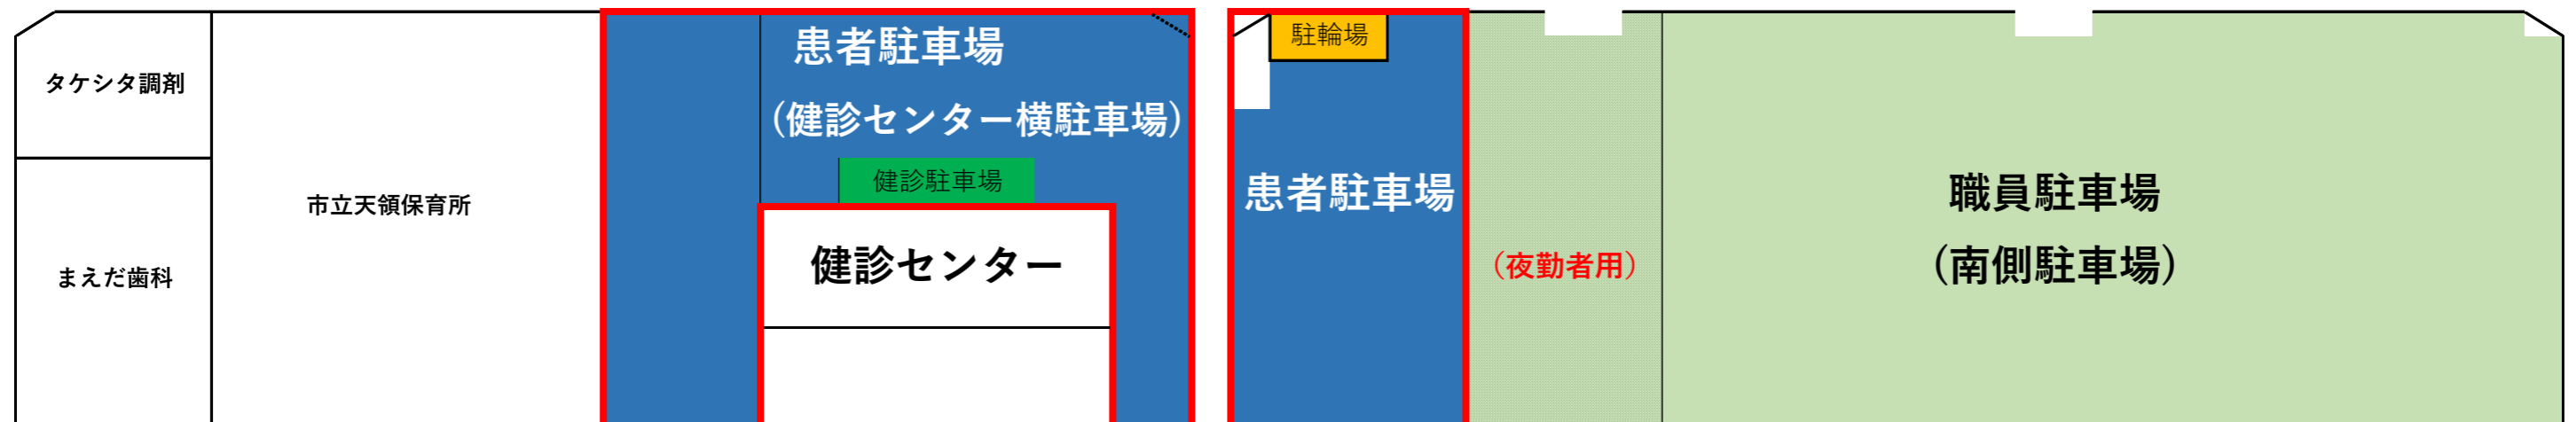 タケシタ調剤
まえだ歯科
市立天領保育所
患者駐車場
(健診センター横駐車場)
健診駐車場
健診センター
駐輪場
患者駐車場
(夜勤者用)
職員駐車場
(南側駐車場)